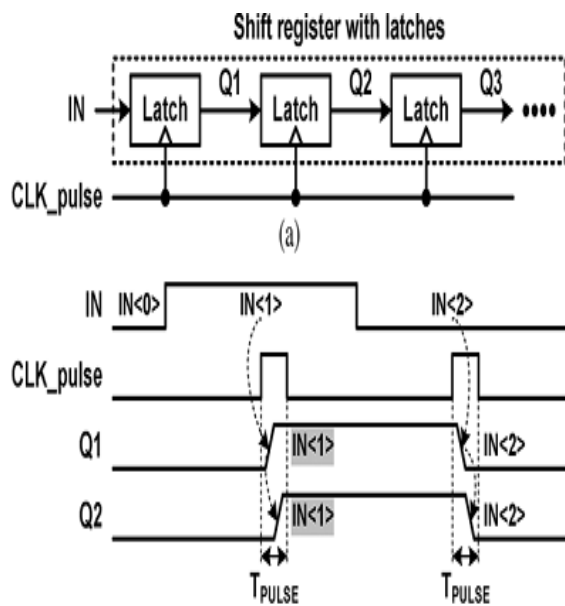 Shift register with latches
IN Latch Q1 Latch Q2 Latch Q3
CLK_pulse
(a)
IN IN<0> IN<1> IN<2>
CLK_pulse
Q1 IN<1> IN<2>
Q2 IN<1> IN<2>
TPULSE TPULSE